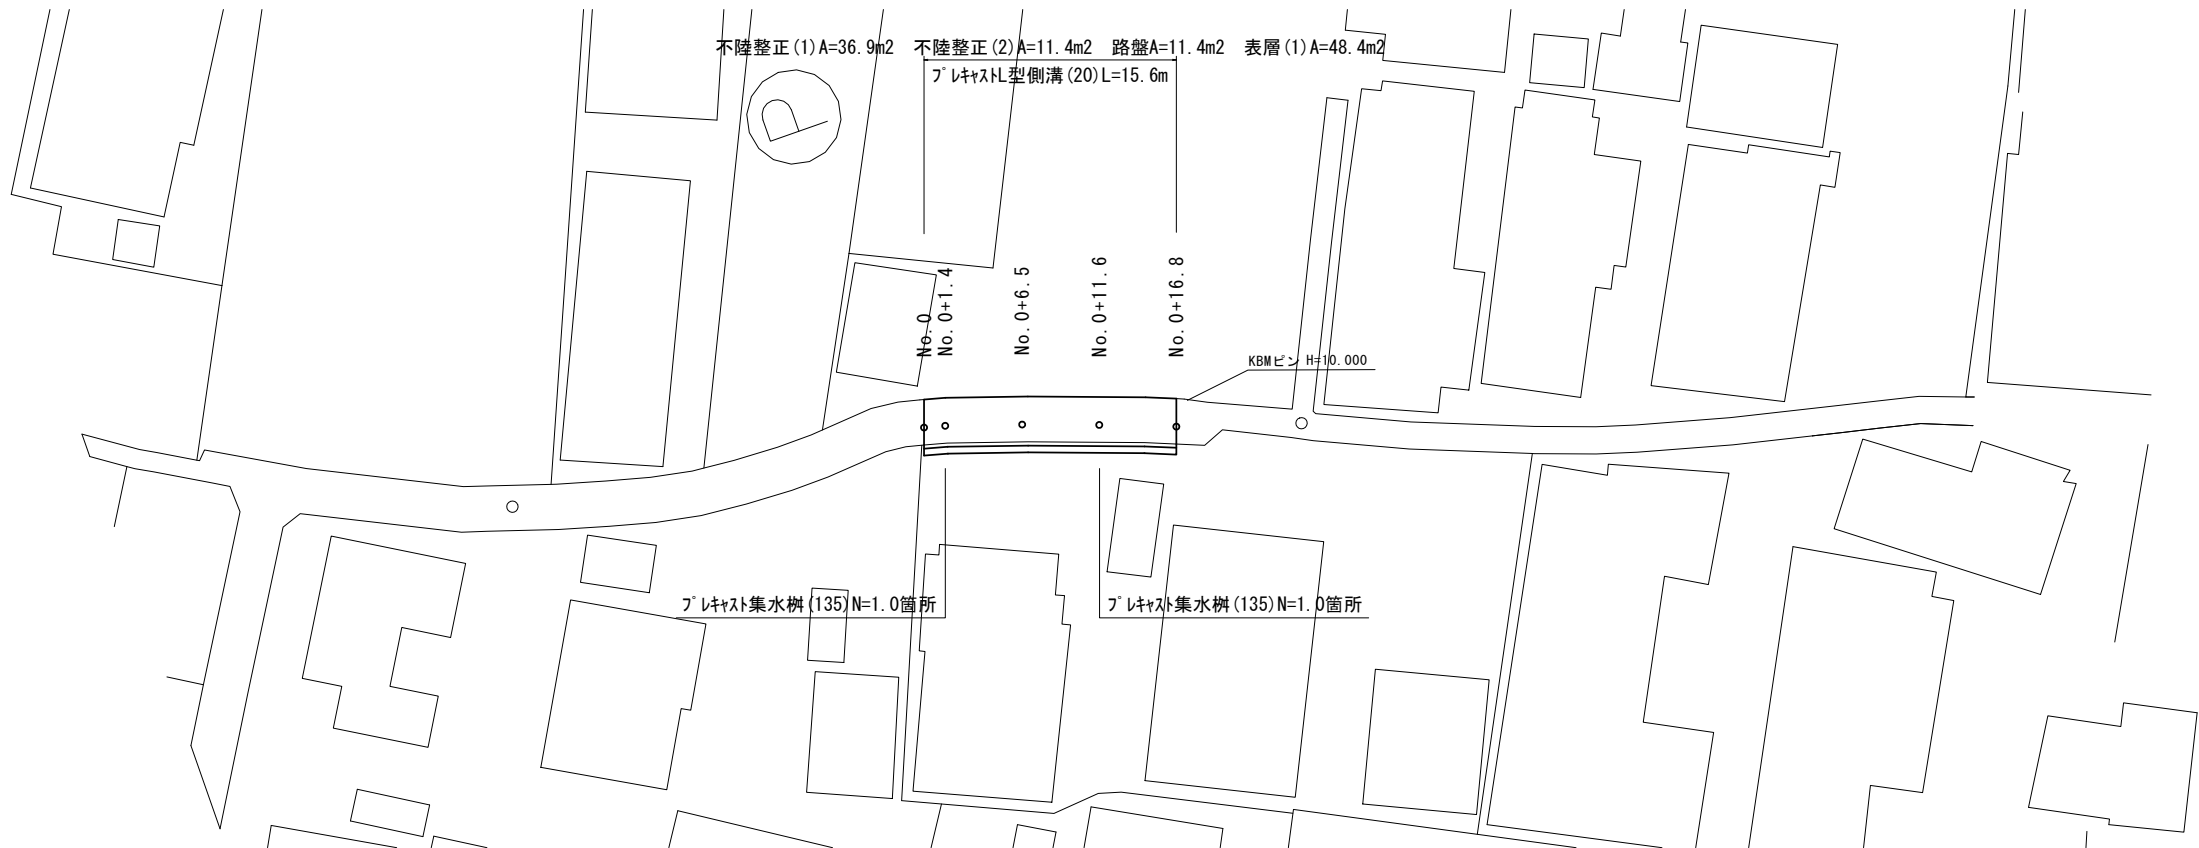 不陸整正(1)A=36.9m2 不陸整正(2)A=11.4m2 路盤A=11.4m2 表層(1)A=48.4m2
プレキャストL型側溝(20)L=15.6m
P
No.0
No.0+1.4
No.0+6.5
No.0+11.6
No.0+16.8
KBMピン H=10.000
プレキャスト集水桝(135)N=1.0箇所
プレキャスト集水桝(135)N=1.0箇所